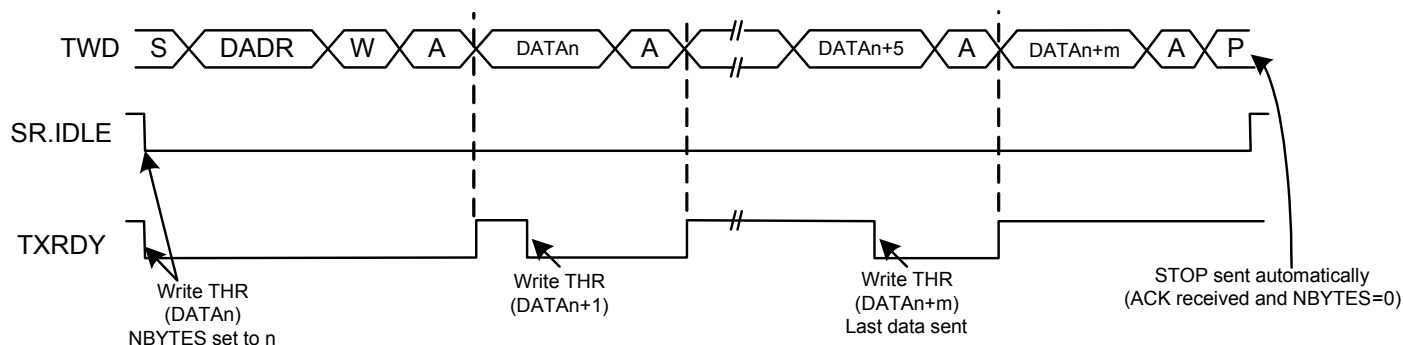 TWD S DADR W A DATAn A DATAn+5 A DATAn+m A P
SR.IDLE
TXRDY
Write THR
(DATAn)
NBYTES set to n
Write THR
(DATAn+1)
Write THR
(DATAn+m)
Last data sent
STOP sent automatically
(ACK received and NBYTES=0)